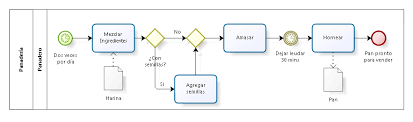 Panadería
Panadero
Dos veces
por día
Mezclar
Ingredientes
Harina
¿Con
semillas?
No
Si
Agregar
semillas
Amasar
Dejar leudar
30 mins
Hornear
Pan
Pan pronto
para vender